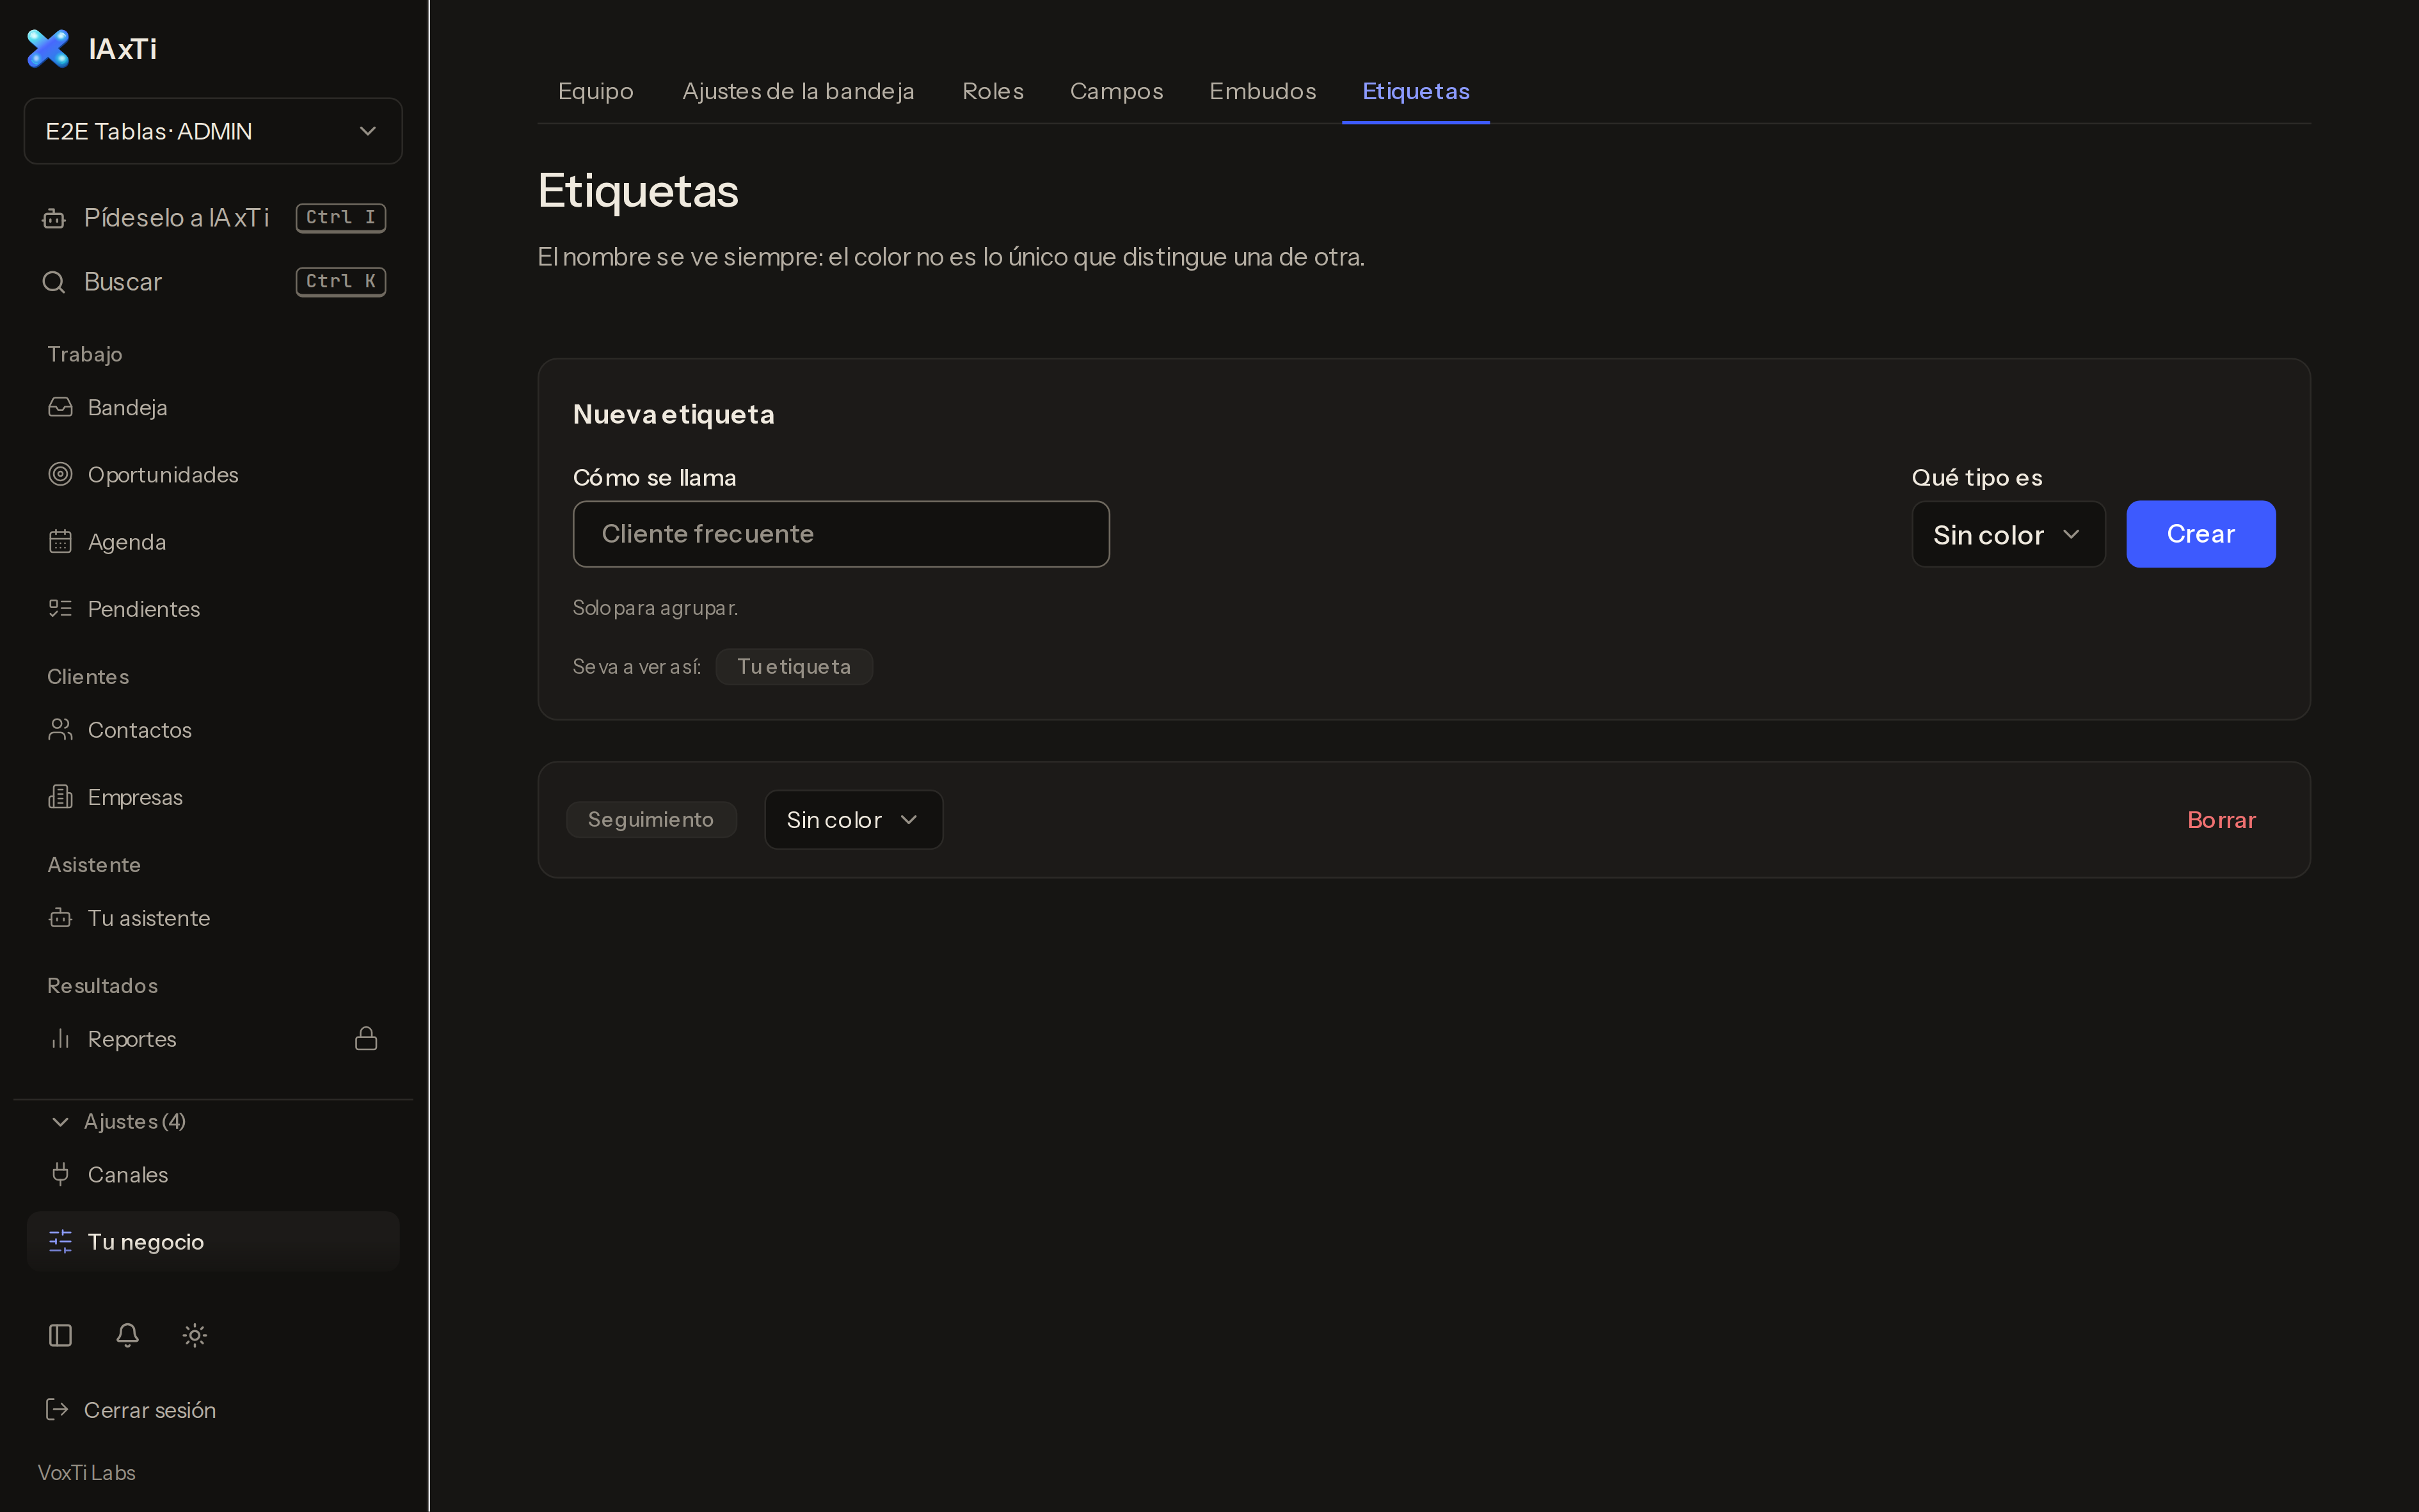 IAxTi
E2E Tablas · ADMIN
Pídeselo a IAxTi Ctrl I
Buscar Ctrl K
Trabajo
Bandeja
Oportunidades
Agenda
Pendientes
Clientes
Contactos
Empresas
Asistente
Tu asistente
Resultados
Reportes
Ajustes (4)
Canales
Tu negocio
Cerrar sesión
VoxTi Labs
Equipo Ajustes de la bandeja Roles Campos Embudos Etiquetas
Etiquetas
El nombre se ve siempre: el color no es lo único que distingue una de otra.
Nueva etiqueta
Cómo se llama Qué tipo es
Cliente frecuente Sin color Crear
Solo para agrupar.
Se va a ver así: Tu etiqueta
Seguimiento Sin color Borrar